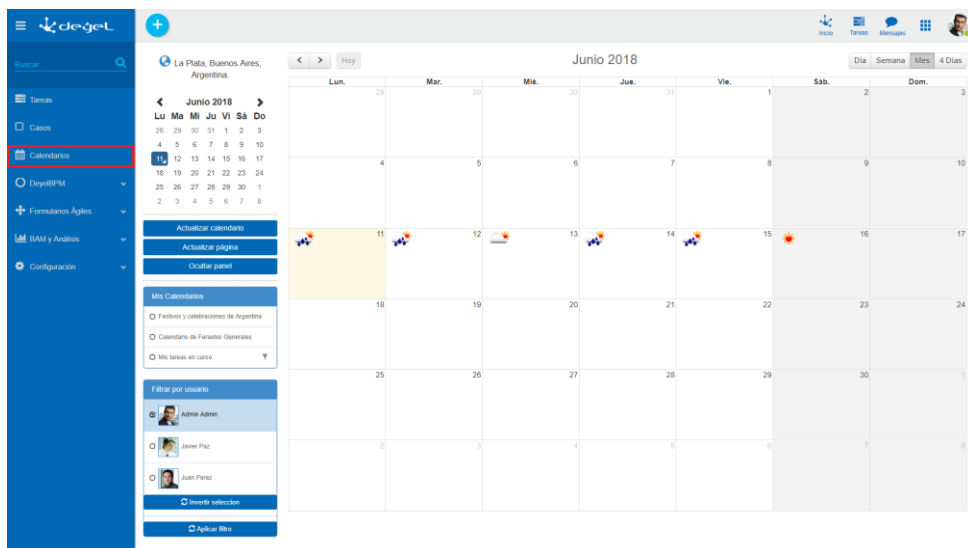 deyel
Inicio
Tareas
Mensajes
Buscar
Tareas
Casos
Calendarios
DeyelBPM
Formularios Ágiles
BAM y Análisis
Configuración
La Plata, Buenos Aires,
Argentina.
Junio 2018
Lu Ma Mi Ju Vi Sá Do
28 29 30 31 1 2 3
4 5 6 7 8 9 10
11 12 13 14 15 16 17
18 19 20 21 22 23 24
25 26 27 28 29 30 1
2 3 4 5 6 7 8
Actualizar calendario
Actualizar página
Ocultar panel
Mis Calendarios
Festivos y celebraciones de Argentina
Calendario de Feriados Generales
Mis tareas en curso
Filtrar por usuario
Admin Admin
Javier Paz
Juan Perez
Invertir seleccion
Aplicar filtro
Hoy
Junio 2018
Día Semana Mes 4 Días
Lun. Mar. Mié. Jue. Vie. Sáb. Dom.
28 29 30 31 1 2 3
4 5 6 7 8 9 10
11 12 13 14 15 16 17
18 19 20 21 22 23 24
25 26 27 28 29 30 1
2 3 4 5 6 7 8